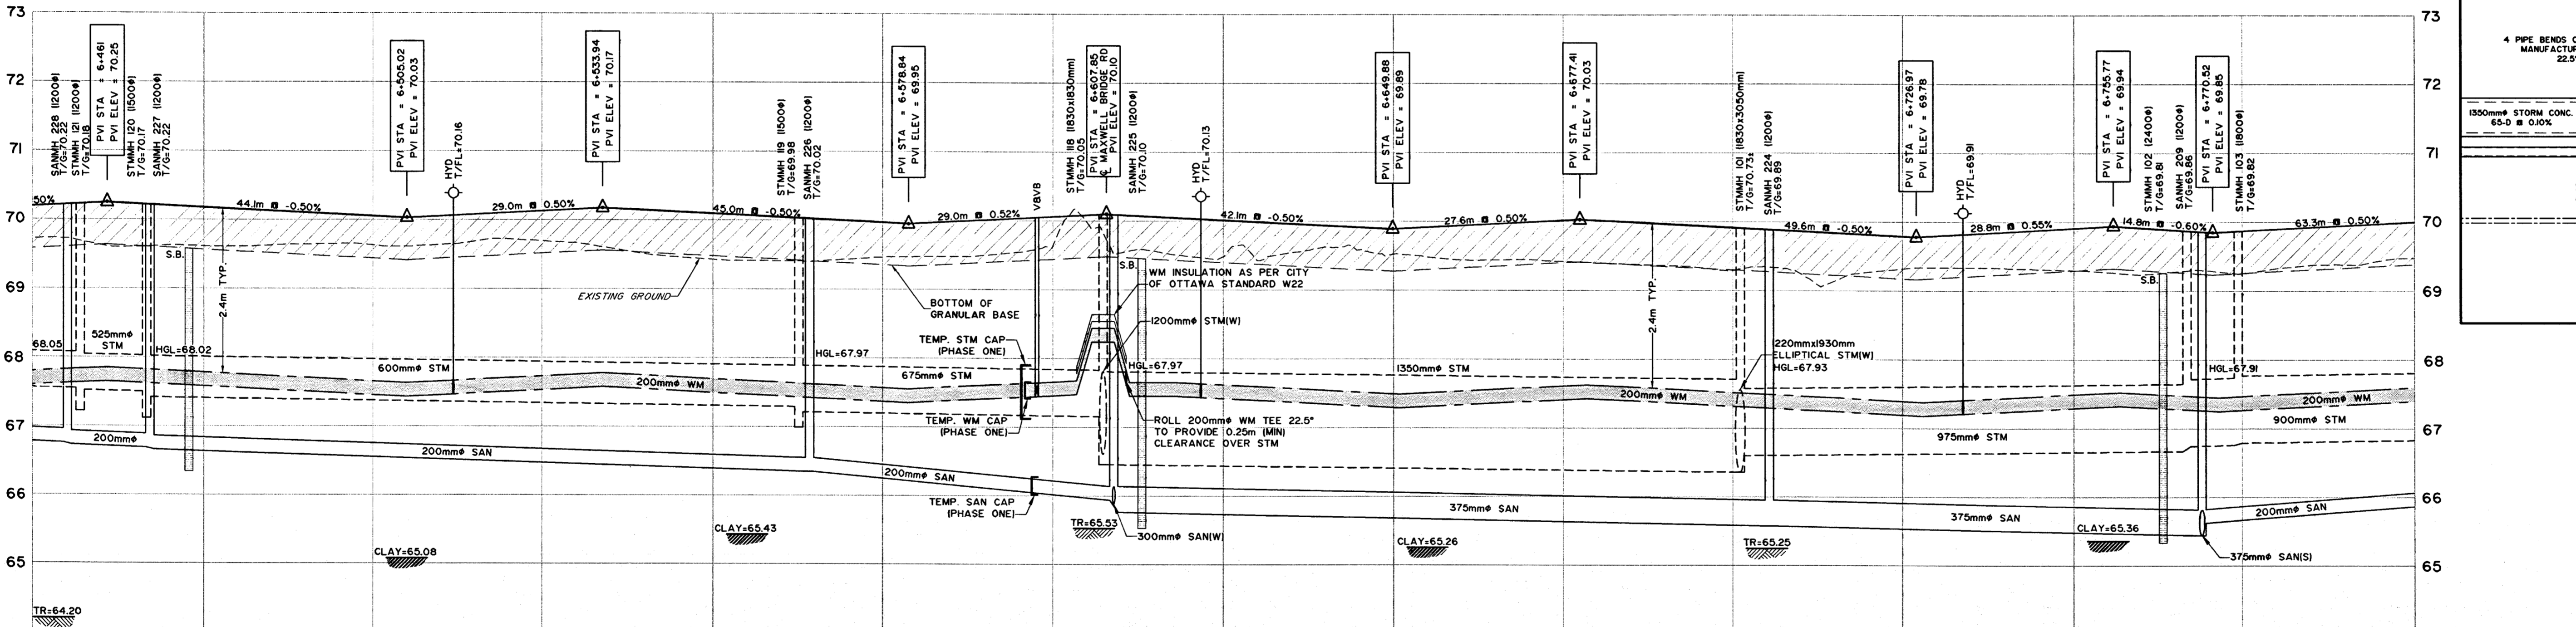 73
72
71
70
69
68
67
66
65
SANMH 228 (1200ø)
T/G=70.22
STMMH 121 (1200ø)
T/G=70.18
PVI STA = 6+461
PVI ELEV = 70.25
STMMH 120 (1500ø)
T/G=70.17
SANMH 227 (1200ø)
T/G=70.22
PVI STA = 6+505.02
PVI ELEV = 70.03
HYD
T/FL=70.16
PVI STA = 6+533.94
PVI ELEV = 70.17
STMMH 119 (1500ø)
T/G=69.98
SANMH 226 (1200ø)
T/G=70.02
PVI STA = 6+578.84
PVI ELEV = 69.95
V&VB
STMMH 118 (1830x1830mm)
T/G=70.05
PVI STA = 6+607.85
℄ MAXWELL BRIDGE RD
PVI ELEV = 70.10
SANMH 225 (1200ø)
T/G=70.10
HYD
T/FL=70.13
PVI STA = 6+649.88
PVI ELEV = 69.89
PVI STA = 6+677.41
PVI ELEV = 70.03
STMMH 101 (1830x3050mm)
T/G=70.73±
SANMH 224 (1200ø)
T/G=69.89
PVI STA = 6+726.97
PVI ELEV = 69.78
HYD
T/FL=69.91
PVI STA = 6+755.77
PVI ELEV = 69.94
STMMH 102 (2400ø)
T/G=69.81
SANMH 209 (1200ø)
T/G=69.86
PVI STA = 6+770.52
PVI ELEV = 69.85
STMMH 103 (1800ø)
T/G=69.82
50%
44.1m @ -0.50%
29.0m @ 0.50%
45.0m @ -0.50%
29.0m @ 0.52%
42.1m @ -0.50%
27.6m @ 0.50%
49.6m @ -0.50%
28.8m @ 0.55%
14.8m @ -0.60%
63.3m @ 0.50%
S.B.
2.4m TYP.
EXISTING GROUND
BOTTOM OF
GRANULAR BASE
S.B.
WM INSULATION AS PER CITY
OF OTTAWA STANDARD W22
1200mmø STM(W)
2.4m TYP.
S.B.
68.05
525mmø
STM
HGL=68.02
600mmø STM
200mmø WM
HGL=67.97
TEMP. STM CAP
(PHASE ONE)
675mmø STM
HGL=67.97
1350mmø STM
1220mmx1930mm
ELLIPTICAL STM(W)
HGL=67.93
HGL=67.91
200mmø WM
200mmø WM
TEMP. WM CAP
(PHASE ONE)
ROLL 200mmø WM TEE 22.5°
TO PROVIDE 0.25m (MIN)
CLEARANCE OVER STM
975mmø STM
900mmø STM
200mmø
200mmø SAN
200mmø SAN
TEMP. SAN CAP
(PHASE ONE)
375mmø SAN
375mmø SAN
200mmø SAN
300mmø SAN(W)
375mmø SAN(S)
TR=64.20
CLAY=65.08
CLAY=65.43
TR=65.53
CLAY=65.26
TR=65.25
CLAY=65.36
73
72
71
70
69
68
67
66
65
4 PIPE BENDS
22.5
1350mmø STORM CONC.
65-D @ 0.10%